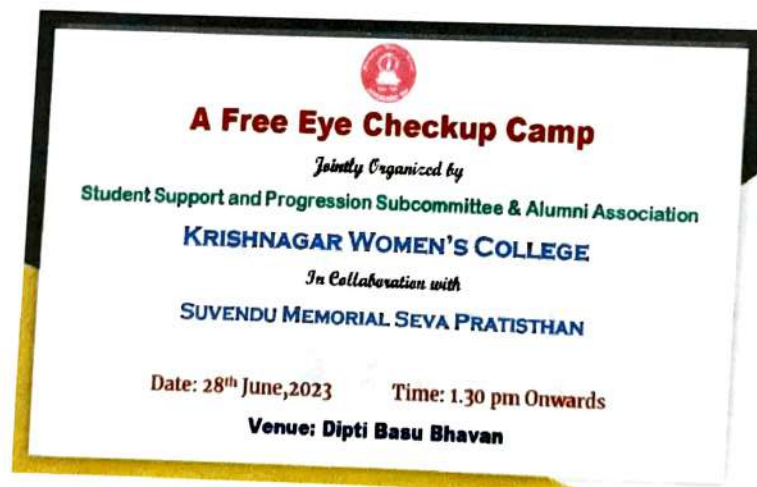 A Free Eye Checkup Camp
Jointly Organized by
Student Support and Progression Subcommittee & Alumni Association
KRISHNAGAR WOMEN'S COLLEGE
In Collaboration with
SUVENDU MEMORIAL SEVA PRATISTHAN
Date: 28th June,2023 Time: 1.30 pm Onwards
Venue: Dipti Basu Bhavan